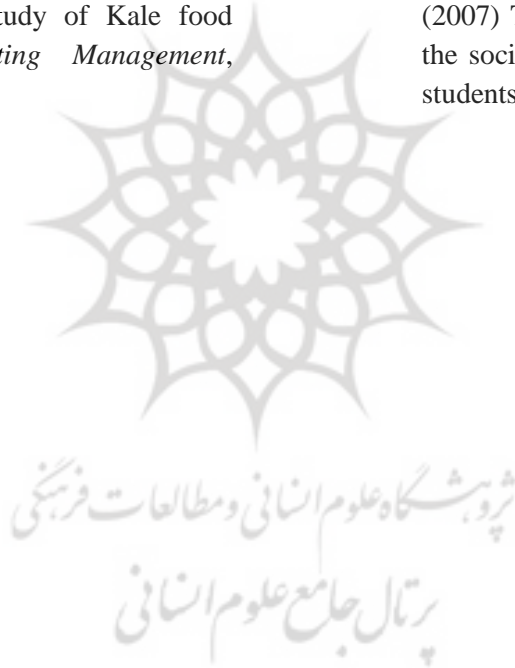 tudy of Kale food
ting Management,
(2007) T
the soci
students
پژوهشگاه علوم انسانی و مطالعات فرهنگی
پرتال جامع علوم انسانی